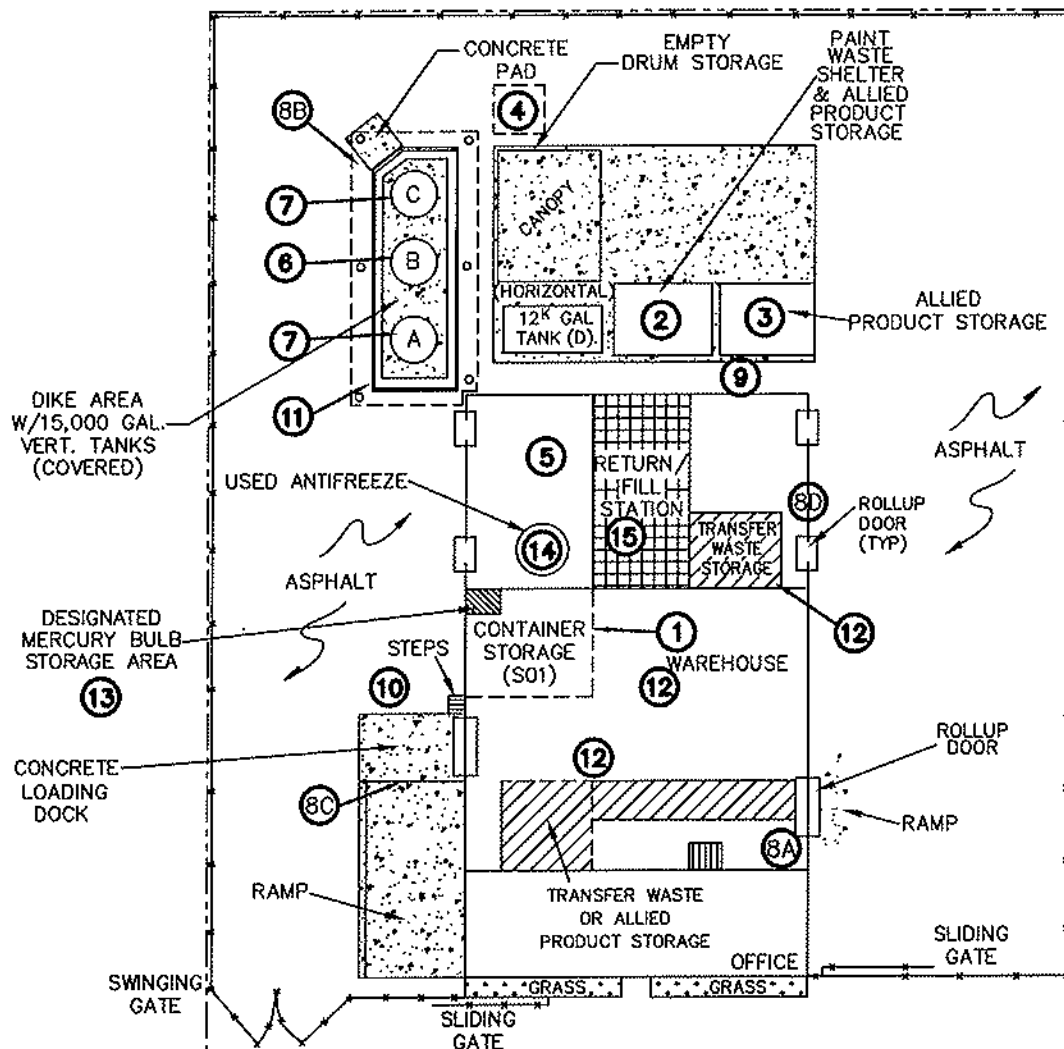 CONCRETE
PAD
EMPTY
DRUM STORAGE
PAINT
WASTE
SHELTER
& ALLIED
PRODUCT
STORAGE
8B
4
7
C
CANOPY
6
B
(HORIZONTAL)
12K GAL
TANK (D).
2
3
ALLIED
PRODUCT STORAGE
7
A
9
DIKE AREA
W/15,000 GAL.
VERT. TANKS
(COVERED)
11
ASPHALT
5
RETURN/
FILL
STATION
USED ANTIFREEZE
8D
ROLLUP
DOOR
(TYP)
14
15
TRANSFER
WASTE
STORAGE
ASPHALT
DESIGNATED
MERCURY BULB
STORAGE AREA
13
STEPS
CONTAINER
STORAGE
(S01)
1
12
WAREHOUSE
12
10
CONCRETE
LOADING
DOCK
12
ROLLUP
DOOR
8C
8A
RAMP
RAMP
TRANSFER WASTE
OR ALLIED
PRODUCT STORAGE
OFFICE
SLIDING
GATE
SWINGING
GATE
GRASS
GRASS
SLIDING
GATE